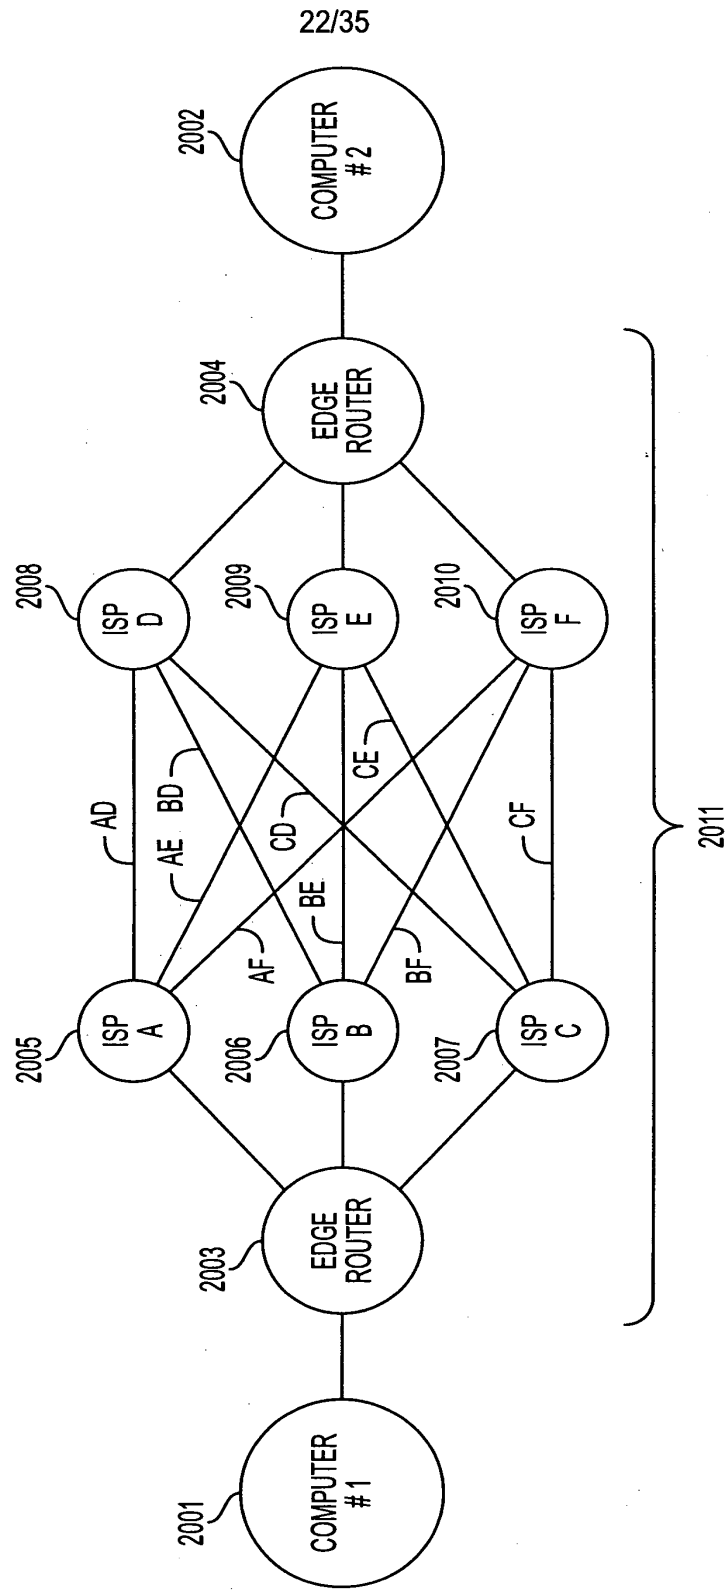 22/35
2001
COMPUTER
#1
2003
EDGE
ROUTER
2005
ISP
A
2006
ISP
B
2007
ISP
C
AD
BD
AE
CD
AF
BE
CE
BF
CF
2008
ISP
D
2009
ISP
E
2010
ISP
F
2004
EDGE
ROUTER
2002
COMPUTER
#2
2011